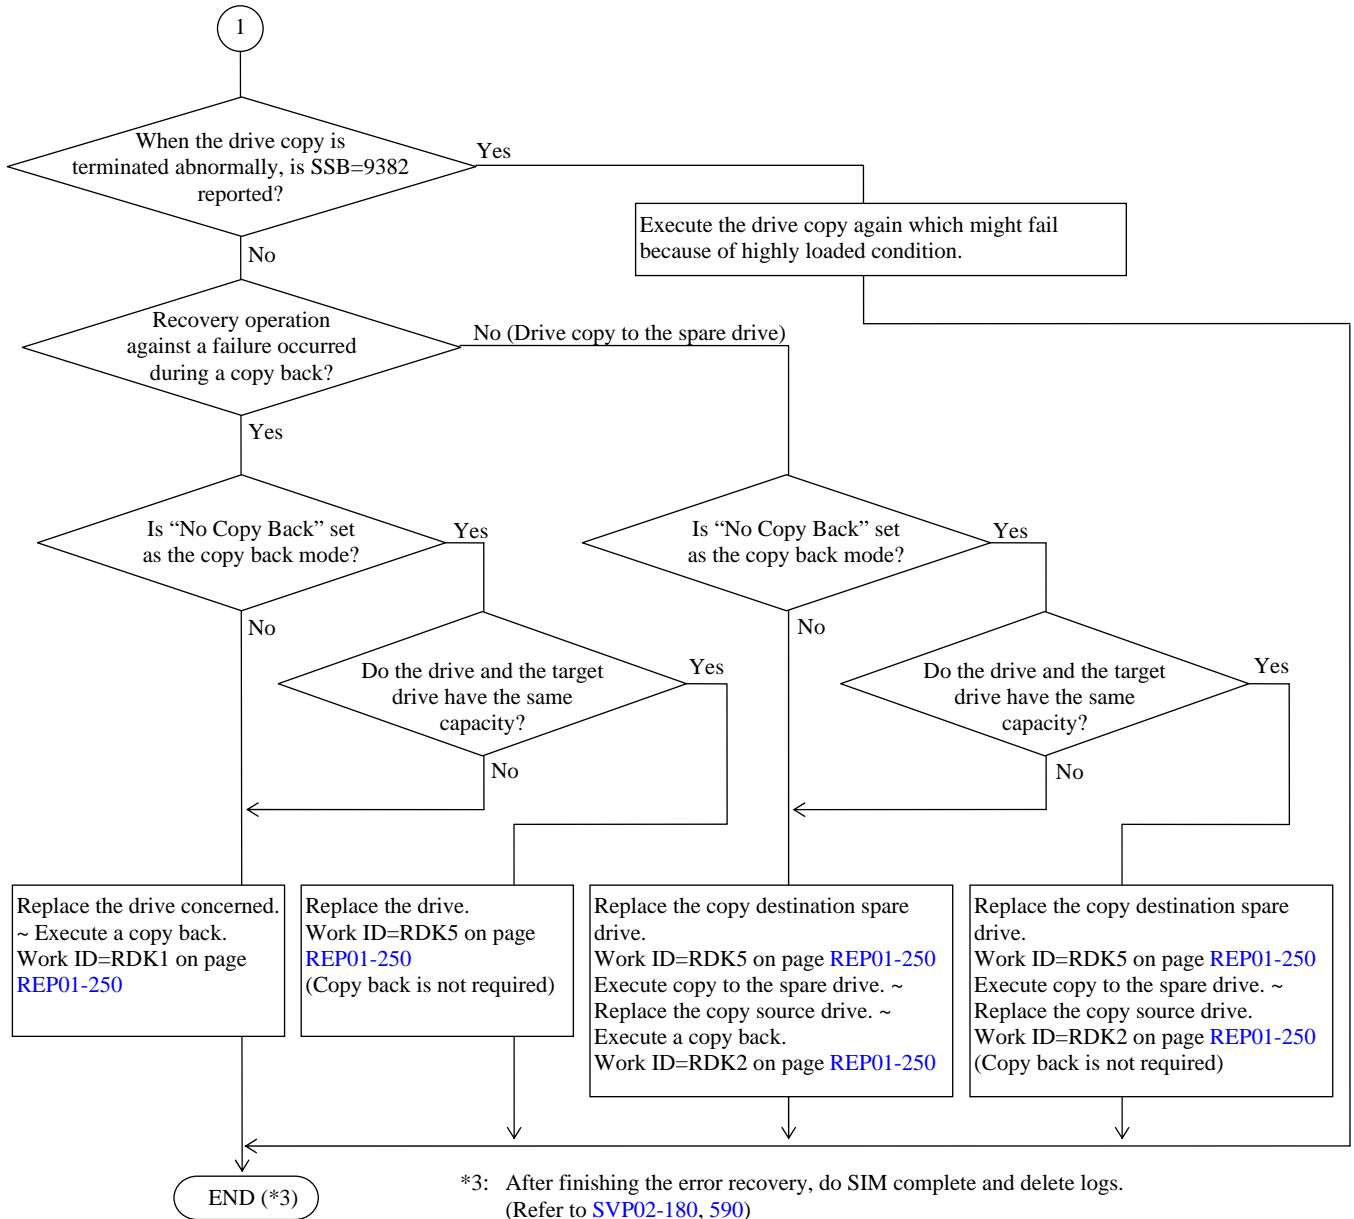 1
When the drive copy is
terminated abnormally, is SSB=9382
reported?
Yes
No
Execute the drive copy again which might fail
because of highly loaded condition.
Recovery operation
against a failure occurred
during a copy back?
No (Drive copy to the spare drive)
Yes
Is “No Copy Back” set
as the copy back mode?
Yes
No
Is “No Copy Back” set
as the copy back mode?
Yes
No
Do the drive and the target
drive have the same
capacity?
Yes
No
Do the drive and the target
drive have the same
capacity?
Yes
No
Replace the drive concerned.
~ Execute a copy back.
Work ID=RDK1 on page
REP01-250
Replace the drive.
Work ID=RDK5 on page
REP01-250
(Copy back is not required)
Replace the copy destination spare
drive.
Work ID=RDK5 on page REP01-250
Execute copy to the spare drive. ~
Replace the copy source drive. ~
Execute a copy back.
Work ID=RDK2 on page REP01-250
Replace the copy destination spare
drive.
Work ID=RDK5 on page REP01-250
Execute copy to the spare drive. ~
Replace the copy source drive.
Work ID=RDK2 on page REP01-250
(Copy back is not required)
END (*3)
*3: After finishing the error recovery, do SIM complete and delete logs.
(Refer to SVP02-180, 590)